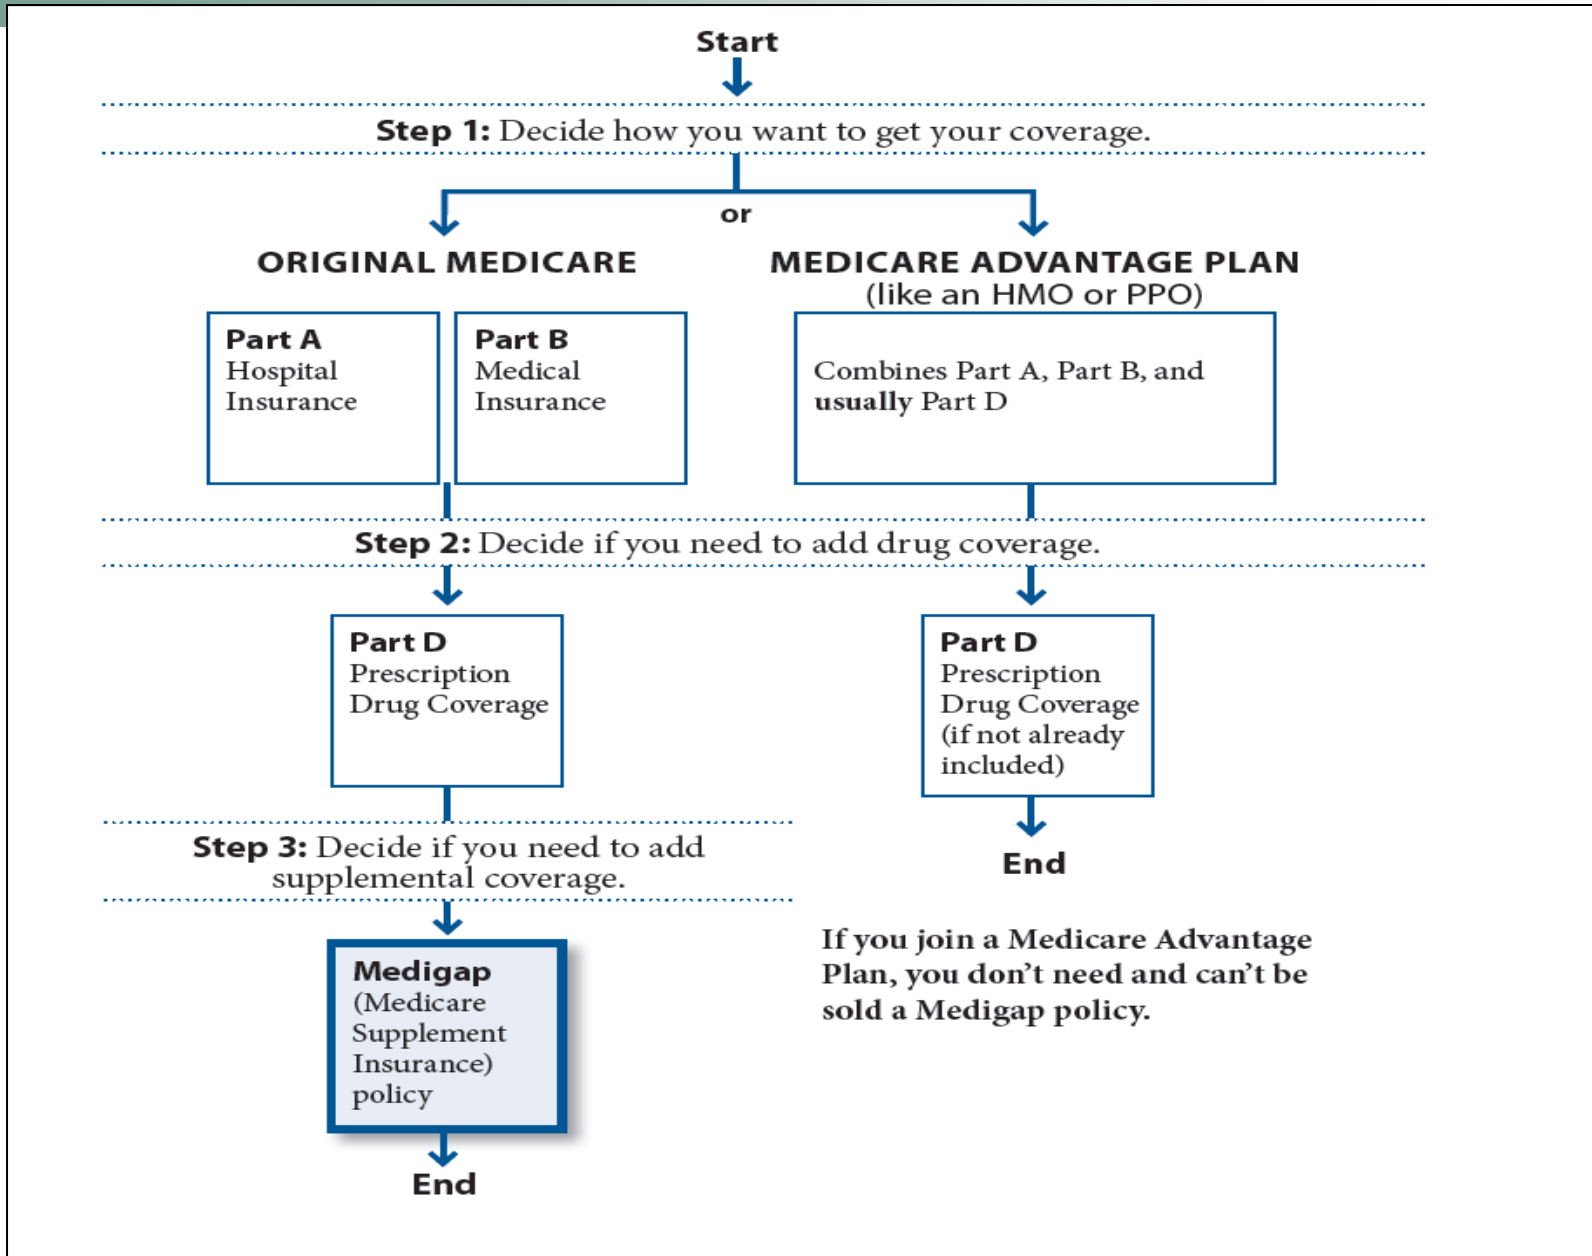 Start
Step 1: Decide how you want to get your coverage.
or
ORIGINAL MEDICARE
Part A
Hospital
Insurance
Part B
Medical
Insurance
MEDICARE ADVANTAGE PLAN
(like an HMO or PPO)
Combines Part A, Part B, and
usually Part D
Step 2: Decide if you need to add drug coverage.
Part D
Prescription
Drug Coverage
Part D
Prescription
Drug Coverage
(if not already
included)
End
Step 3: Decide if you need to add
supplemental coverage.
Medigap
(Medicare
Supplement
Insurance)
policy
End
If you join a Medicare Advantage
Plan, you don’t need and can’t be
sold a Medigap policy.